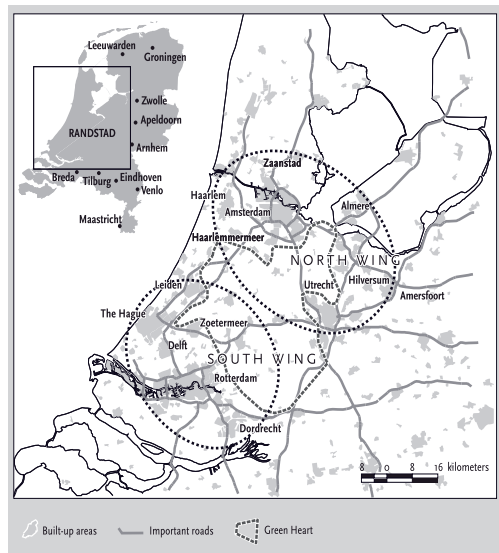 Leeuwarden
Groningen
Zwolle
Apeldoorn
RANDSTAD
Arnhem
Breda
Tilburg
Eindhoven
Venlo
Maastricht
Zaanstad
Haarlem
Amsterdam
Almere
Haarlemmermeer
NORTH WING
Leiden
Utrecht
Hilversum
Amersfoort
The Hague
Zoetermeer
Delft
SOUTH WING
Rotterdam
Dordrecht
8 0 8 16 kilometers
Built-up areas
Important roads
Green Heart